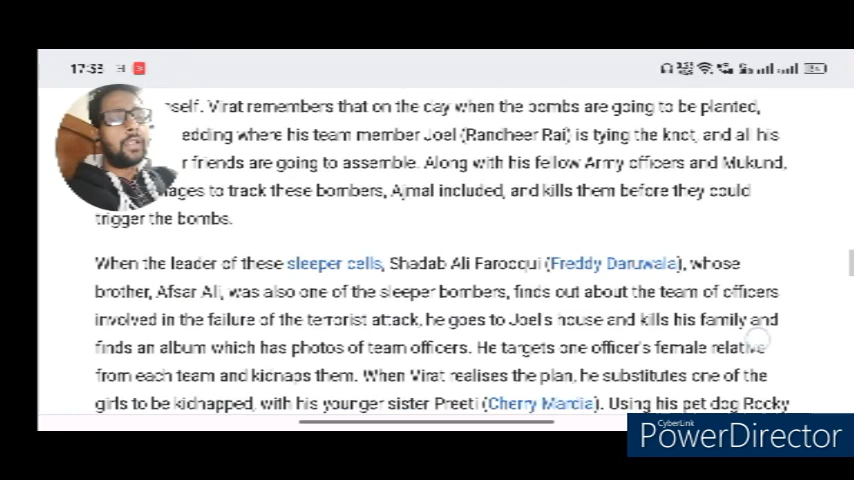 17:33
self. Virat remembers that on the day when the bombs are going to be planted,
edding where his team member Joel (Randheer Rai) is tying the knot, and all his
r friends are going to assemble. Along with his fellow Army officers and Mukund,
nages to track these bombers, Ajmal included, and kills them before they could
trigger the bombs.
When the leader of these sleeper cells, Shadab Ali Farooqui (Freddy Daruwala), whose
brother, Afsar Ali, was also one of the sleeper bombers, finds out about the team of officers
involved in the failure of the terrorist attack, he goes to Joel's house and kills his family and
finds an album which has photos of team officers. He targets one officer's female relative
from each team and kidnaps them. When Virat realises the plan, he substitutes one of the
girls to be kidnapped, with his younger sister Preeti (Cherry Mardia). Using his pet dog Rocky
CyberLink
PowerDirector